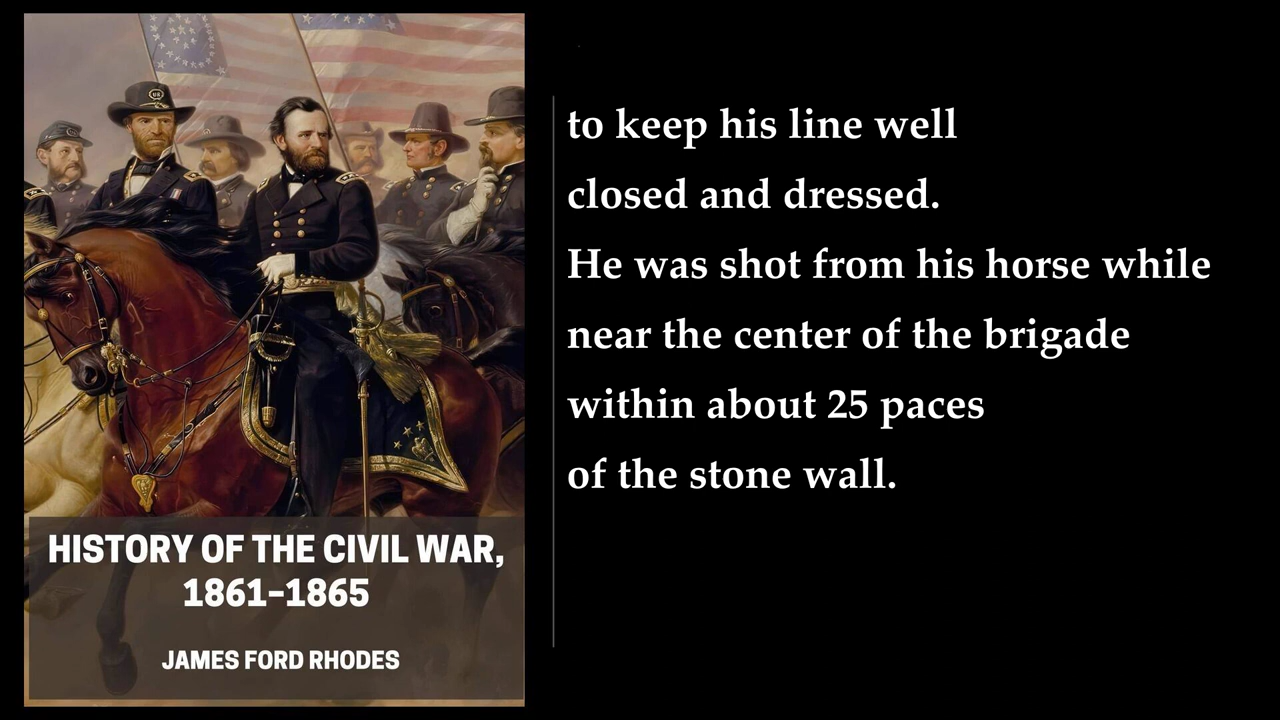 to keep his line well
closed and dressed.
He was shot from his horse while
near the center of the brigade
within about 25 paces
of the stone wall.
HISTORY OF THE CIVIL WAR,
1861–1865
JAMES FORD RHODES